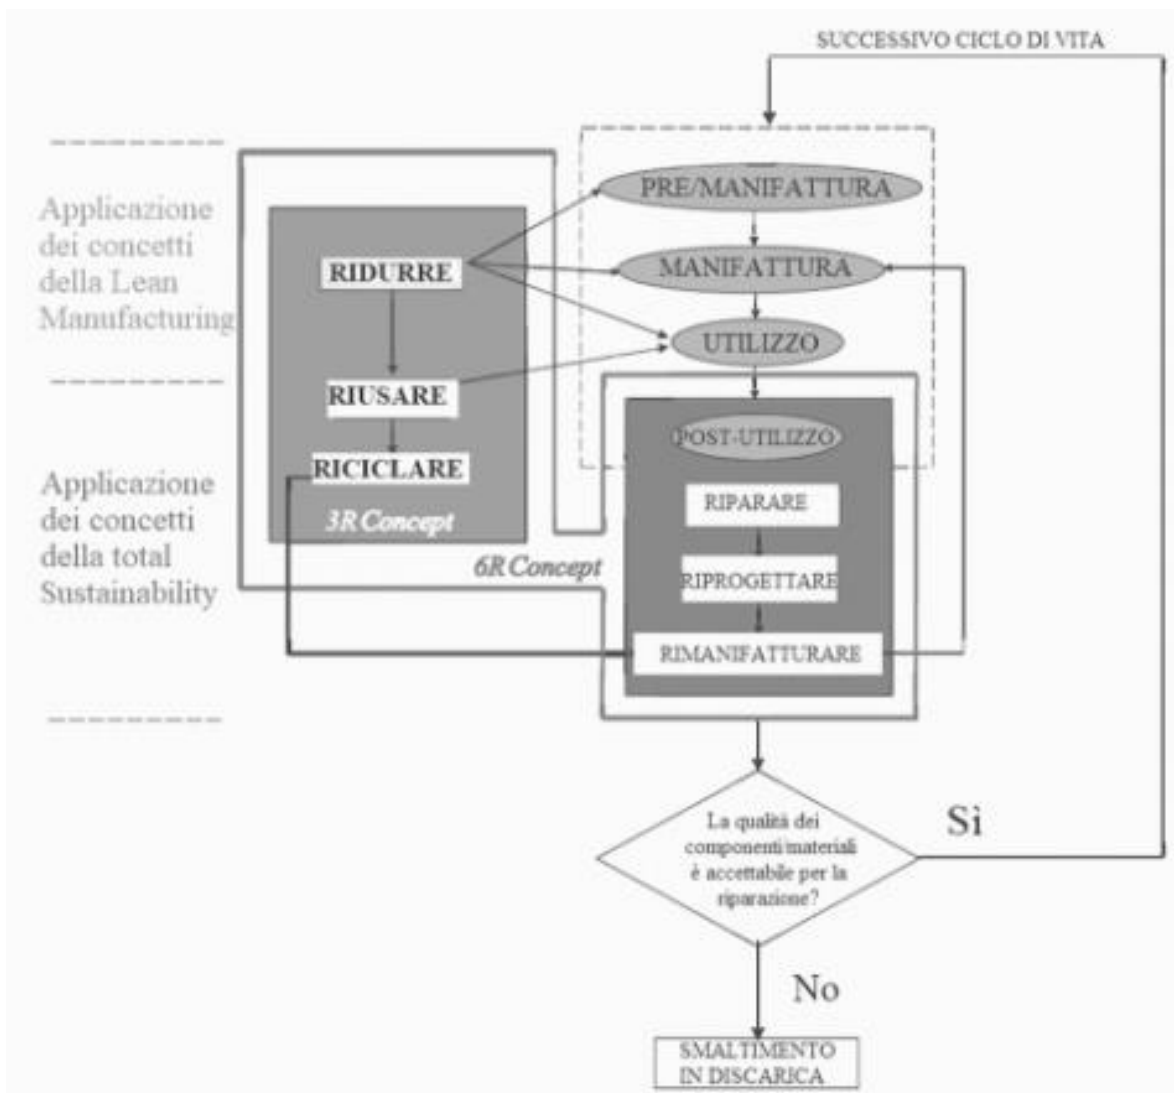 SUCCESSIVO CICLO DI VITA
Applicazione
dei concetti
della Lean
Manufacturing
RIDURRE
RIUSARE
RICICLARE
3R Concept
PRE/MANIFATTURA
MANIFATTURA
UTILIZZO
POST-UTILIZZO
Applicazione
dei concetti
della total
Sustainability
6R Concept
RIPARARE
RIPROGETTARE
RIMANIFATTURARE
La qualità dei
componenti/materiali
è accettabile per la
riparazione?
Sì
No
SMALTIMENTO
IN DISCARICA